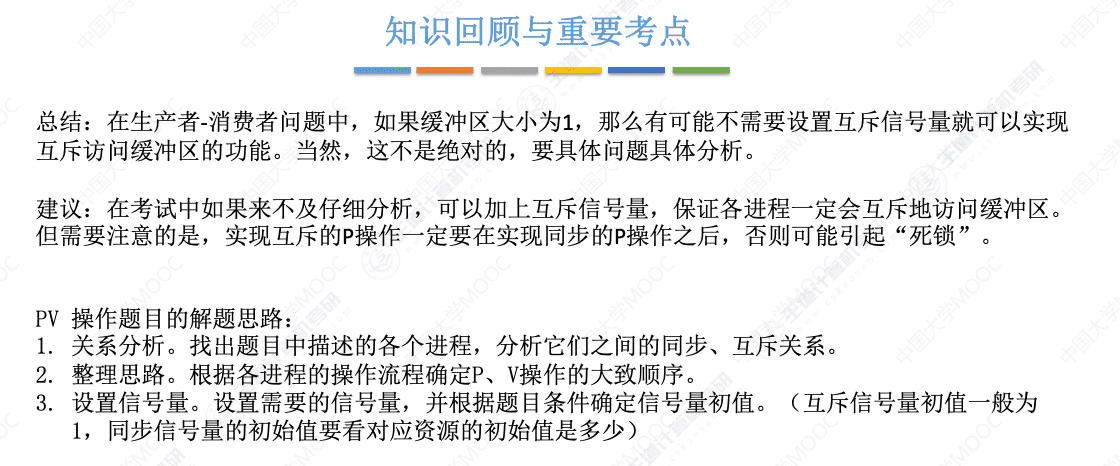 知识回顾与重要考点
总结：在生产者-消费者问题中，如果缓冲区大小为1，那么有可能不需要设置互斥信号量就可以实现
互斥访问缓冲区的功能。当然，这不是绝对的，要具体问题具体分析。
建议：在考试中如果来不及仔细分析，可以加上互斥信号量，保证各进程一定会互斥地访问缓冲区。
但需要注意的是，实现互斥的P操作一定要在实现同步的P操作之后，否则可能引起“死锁”。
PV 操作题目的解题思路：
1. 关系分析。找出题目中描述的各个进程，分析它们之间的同步、互斥关系。
2. 整理思路。根据各进程的操作流程确定P、V操作的大致顺序。
3. 设置信号量。设置需要的信号量，并根据题目条件确定信号量初值。（互斥信号量初值一般为
1，同步信号量的初始值要看对应资源的初始值是多少）